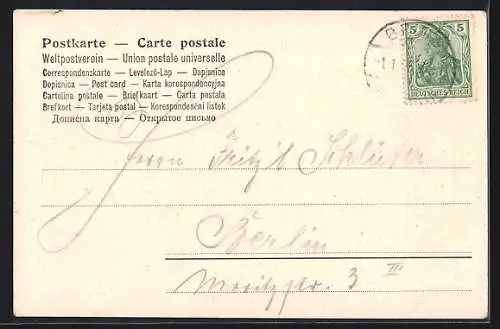 Postkarte — Carte postale
Weltpostverein — Union postale universelle
Correspondenzkarte — Levelező-Lap — Dopisnice
Dopisnica — Post card — Karta korespondencyjna
Cartolina postale — Briefkaart — Carta postala
Brefkort — Tarjeta postal — Korespondenční lístek
Дописна карта — Открытое письмо
5 5
DEUTSCHES REICH
Herrn Fritz Schlüter
Berlin
Moritzstr. 3 III